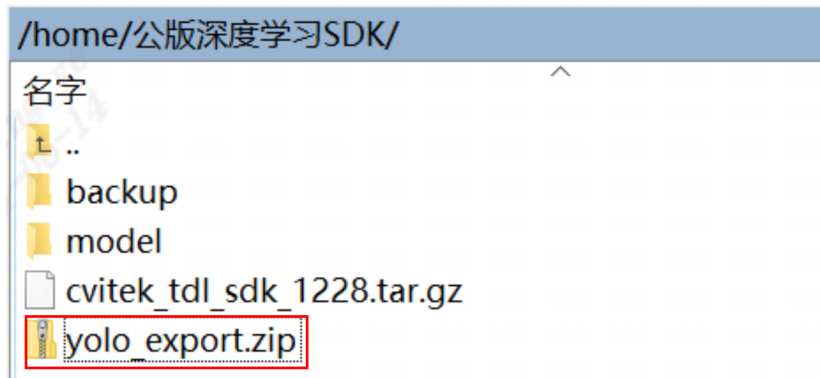 /home/公版深度学习SDK/
名字
..
backup
model
cvitek_tdl_sdk_1228.tar.gz
yolo_export.zip